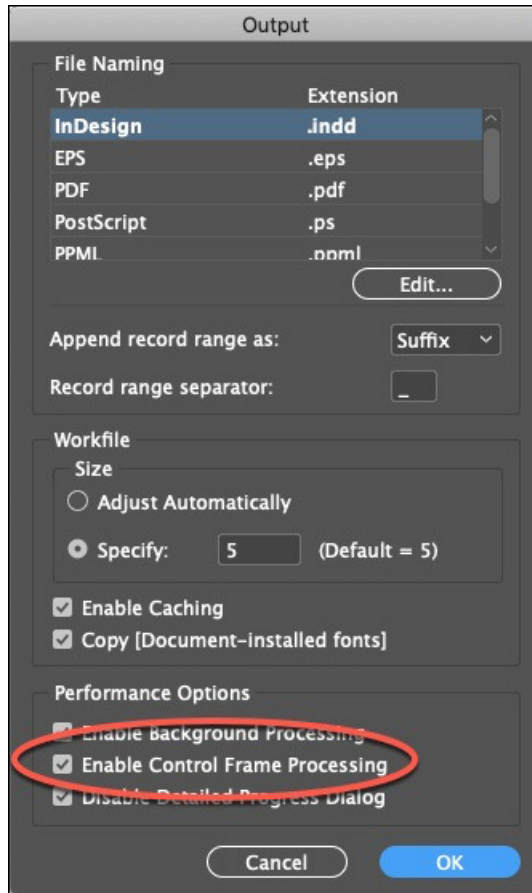 Output
File Naming
Type Extension
InDesign .indd
EPS .eps
PDF .pdf
PostScript .ps
PPML .ppml
Edit...
Append record range as: Suffix
Record range separator: _
Workfile
Size
Adjust Automatically
Specify: 5 (Default = 5)
Enable Caching
Copy [Document-installed fonts]
Performance Options
Enable Background Processing
Enable Control Frame Processing
Disable Detailed Progress Dialog
Cancel OK